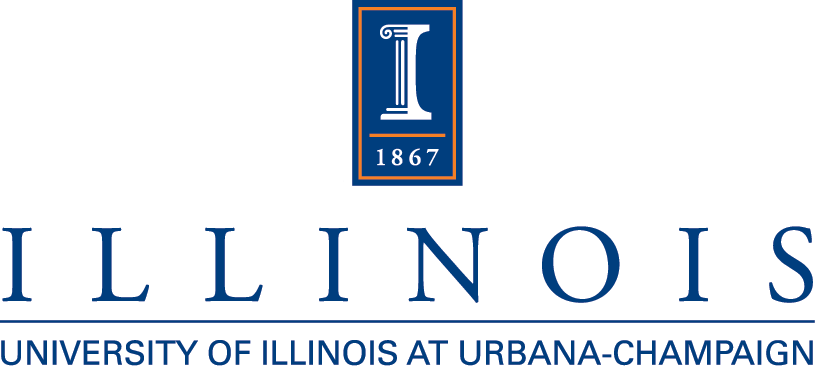 I
1867
ILLINOIS
UNIVERSITY OF ILLINOIS AT URBANA-CHAMPAIGN